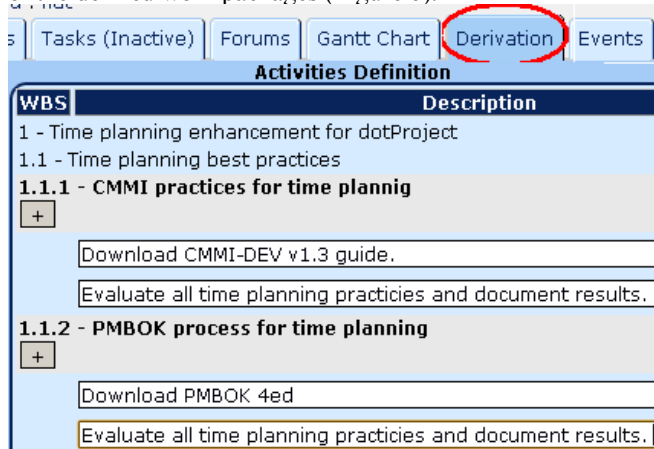 s Tasks (Inactive) Forums Gantt Chart Derivation Events
Activities Definition
WBS Description
1 - Time planning enhancement for dotProject
1.1 - Time planning best practices
1.1.1 - CMMI practices for time plannig
+
Download CMMI-DEV v1.3 guide.
Evaluate all time planning practicies and document results.
1.1.2 - PMBOK process for time planning
+
Download PMBOK 4ed
Evaluate all time planning practicies and document results.